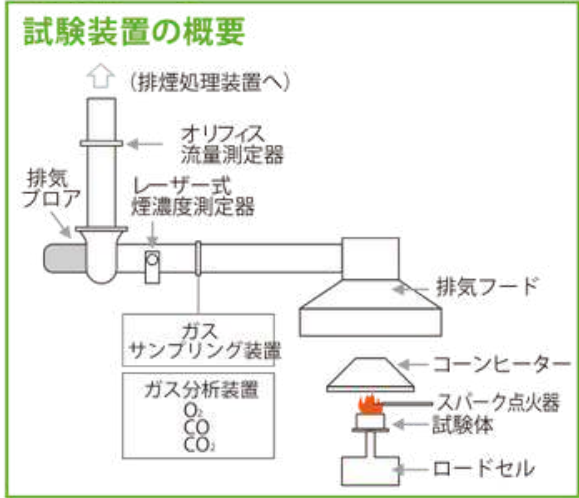 試験装置の概要
(排煙処理装置へ)
オリフィス
流量測定器
排気
ブロア
レーザー式
煙濃度測定器
排気フード
ガス
サンプリング装置
コーンヒーター
ガス分析装置
O₂
CO
CO₂
スパーク点火器
試験体
ロードセル